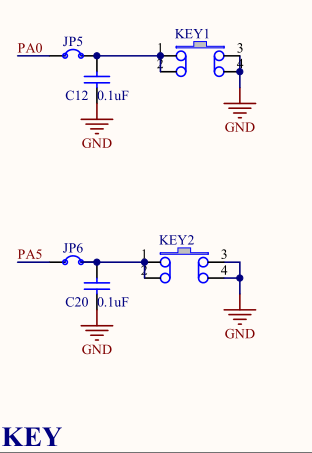 KEY1
PA0 JP5 1 3
2 4
C12 0.1uF
GND GND
KEY2
PA5 JP6 1 3
2 4
C20 0.1uF
GND GND
KEY